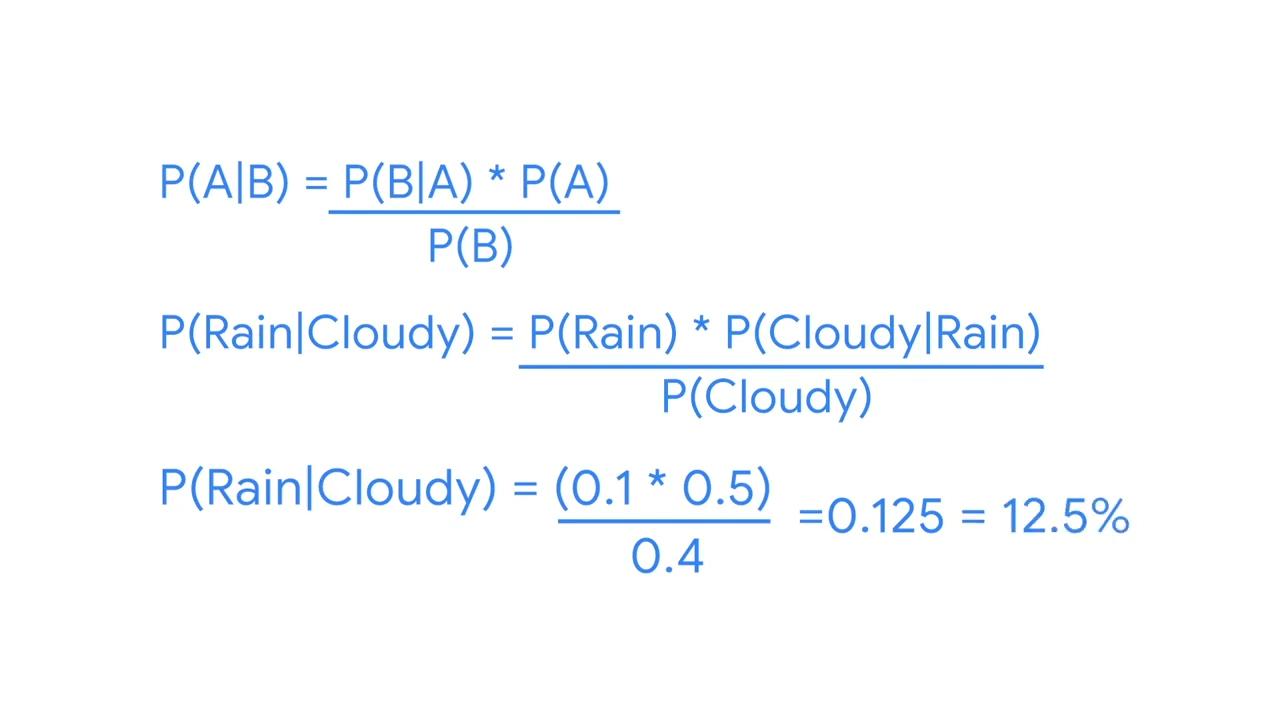 P(A|B) = P(B|A) * P(A)
P(B)
P(Rain|Cloudy) = P(Rain) * P(Cloudy|Rain)
P(Cloudy)
P(Rain|Cloudy) = (0.1 * 0.5)
=0.125 = 12.5%
0.4